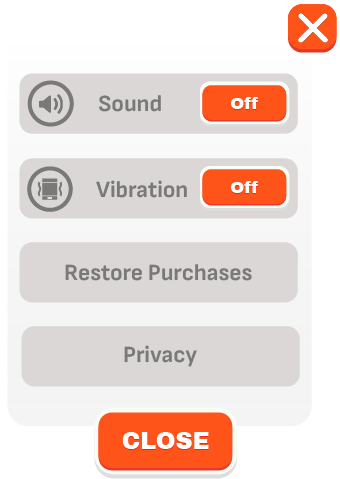 Sound Off
Vibration Off
Restore Purchases
Privacy
CLOSE